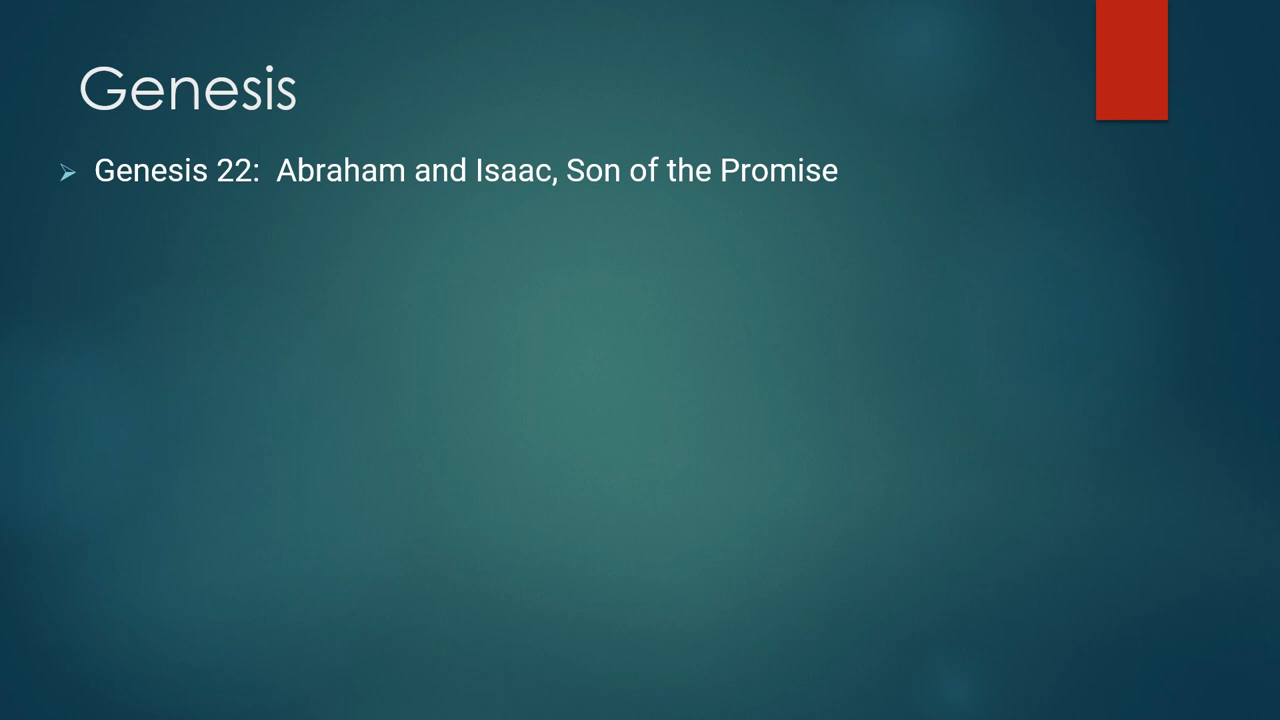 Genesis
Genesis 22:  Abraham and Isaac, Son of the Promise